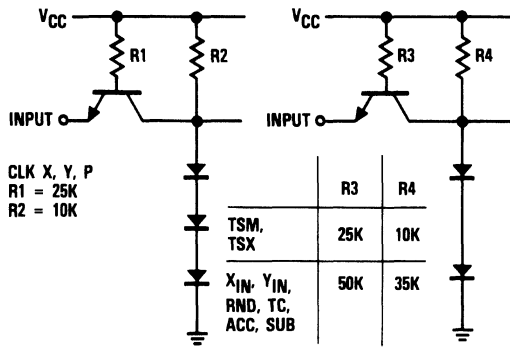 VCC
R1
R2
INPUT
CLK X, Y, P
R1 = 25K
R2 = 10K
VCC
R3
R4
INPUT
R3 R4
TSM, TSX 25K 10K
XIN, YIN, RND, TC, ACC, SUB 50K 35K